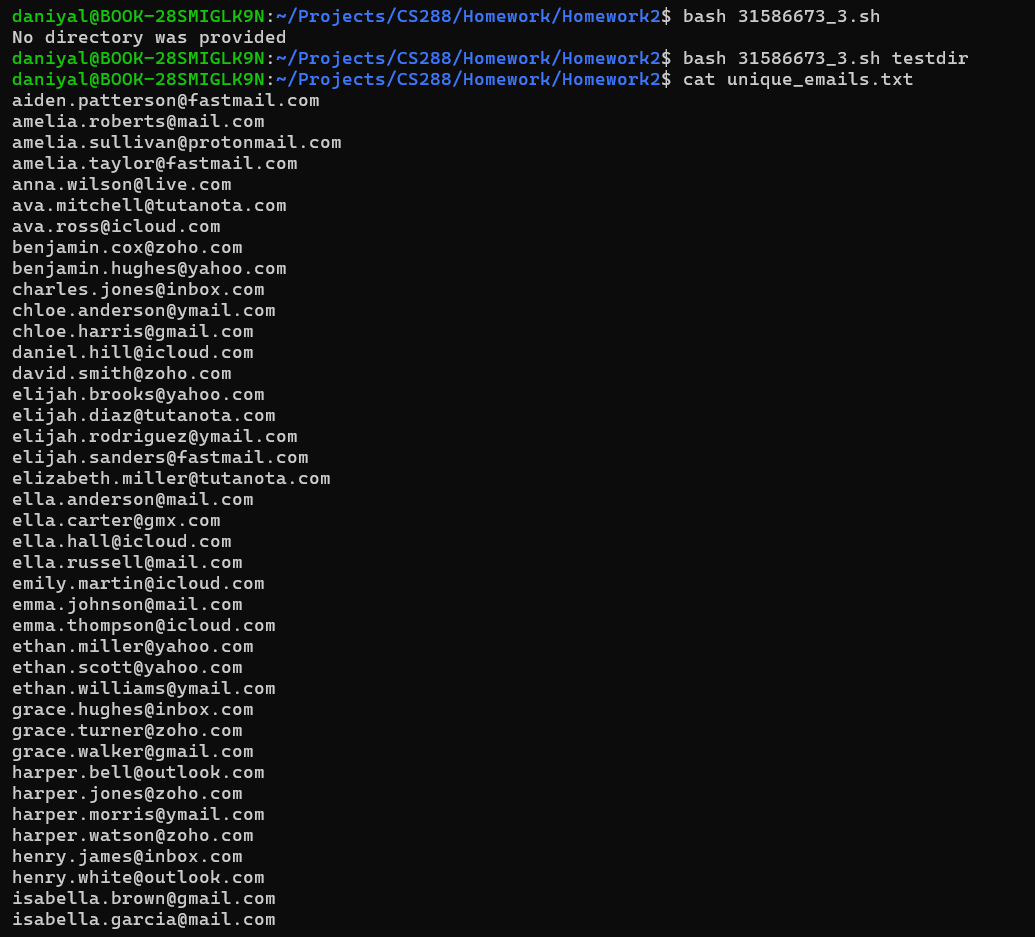 daniyal@BOOK-28SMIGLK9N:~/Projects/CS288/Homework/Homework2$ bash 31586673_3.sh
No directory was provided
daniyal@BOOK-28SMIGLK9N:~/Projects/CS288/Homework/Homework2$ bash 31586673_3.sh testdir
daniyal@BOOK-28SMIGLK9N:~/Projects/CS288/Homework/Homework2$ cat unique_emails.txt
aiden.patterson@fastmail.com
amelia.roberts@mail.com
amelia.sullivan@protonmail.com
amelia.taylor@fastmail.com
anna.wilson@live.com
ava.mitchell@tutanota.com
ava.ross@icloud.com
benjamin.cox@zoho.com
benjamin.hughes@yahoo.com
charles.jones@inbox.com
chloe.anderson@ymail.com
chloe.harris@gmail.com
daniel.hill@icloud.com
david.smith@zoho.com
elijah.brooks@yahoo.com
elijah.diaz@tutanota.com
elijah.rodriguez@ymail.com
elijah.sanders@fastmail.com
elizabeth.miller@tutanota.com
ella.anderson@mail.com
ella.carter@gmx.com
ella.hall@icloud.com
ella.russell@mail.com
emily.martin@icloud.com
emma.johnson@mail.com
emma.thompson@icloud.com
ethan.miller@yahoo.com
ethan.scott@yahoo.com
ethan.williams@ymail.com
grace.hughes@inbox.com
grace.turner@zoho.com
grace.walker@gmail.com
harper.bell@outlook.com
harper.jones@zoho.com
harper.morris@ymail.com
harper.watson@zoho.com
henry.james@inbox.com
henry.white@outlook.com
isabella.brown@gmail.com
isabella.garcia@mail.com